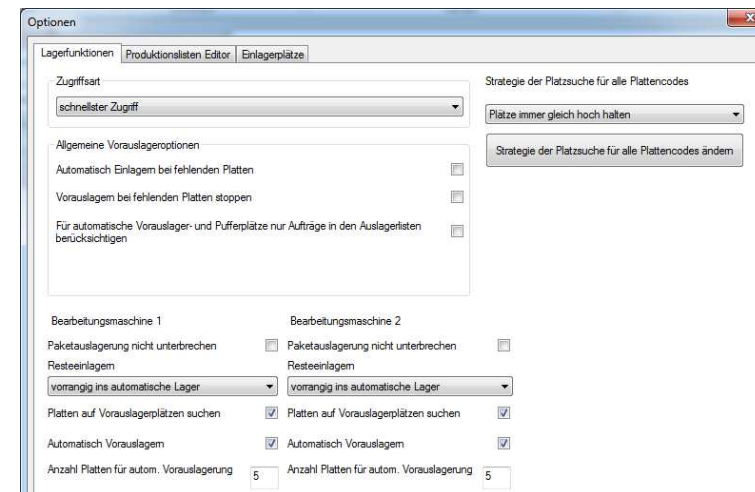 Optionen
Lagerfunktionen Produktionslisten Editor Einlagerplätze
Zugriffsart
schnellster Zugriff
Strategie der Platzsuche für alle Plattencodes
Plätze immer gleich hoch halten
Strategie der Platzsuche für alle Plattencodes ändern
Allgemeine Vorauslageroptionen
Automatisch Einlagern bei fehlenden Platten
Vorauslagern bei fehlenden Platten stoppen
Für automatische Vorauslager- und Pufferplätze nur Aufträge in den Auslagerlisten
berücksichtigen
Bearbeitungsmaschine 1
Paketauslagerung nicht unterbrechen
Resteeinlagern
vorrangig ins automatische Lager
Platten auf Vorauslagerplätzen suchen
Automatisch Vorauslagern
Anzahl Platten für autom. Vorauslagerung 5
Bearbeitungsmaschine 2
Paketauslagerung nicht unterbrechen
Resteeinlagern
vorrangig ins automatische Lager
Platten auf Vorauslagerplätzen suchen
Automatisch Vorauslagern
Anzahl Platten für autom. Vorauslagerung 5